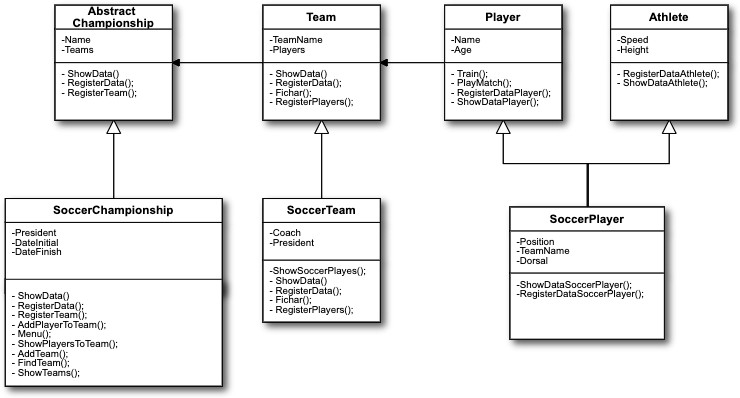 Abstract
Championship
-Name
-Teams
- ShowData()
- RegisterData();
- RegisterTeam();
Team
-TeamName
-Players
- ShowData()
- RegisterData();
- Fichar();
- RegisterPlayers();
Player
-Name
-Age
- Train();
- PlayMatch();
- RegisterDataPlayer();
- ShowDataPlayer();
Athlete
-Speed
-Height
- RegisterDataAthlete();
- ShowDataAthlete();
SoccerChampionship
-President
-DateInitial
-DateFinish
- ShowData()
- RegisterData();
- RegisterTeam();
- AddPlayerToTeam();
- Menu();
- ShowPlayersToTeam();
- AddTeam();
- FindTeam();
- ShowTeams();
SoccerTeam
-Coach
-President
-ShowSoccerPlayes();
- ShowData()
- RegisterData();
- Fichar();
- RegisterPlayers();
SoccerPlayer
-Position
-TeamName
-Dorsal
-ShowDataSoccerPlayer();
-RegisterDataSoccerPlayer();